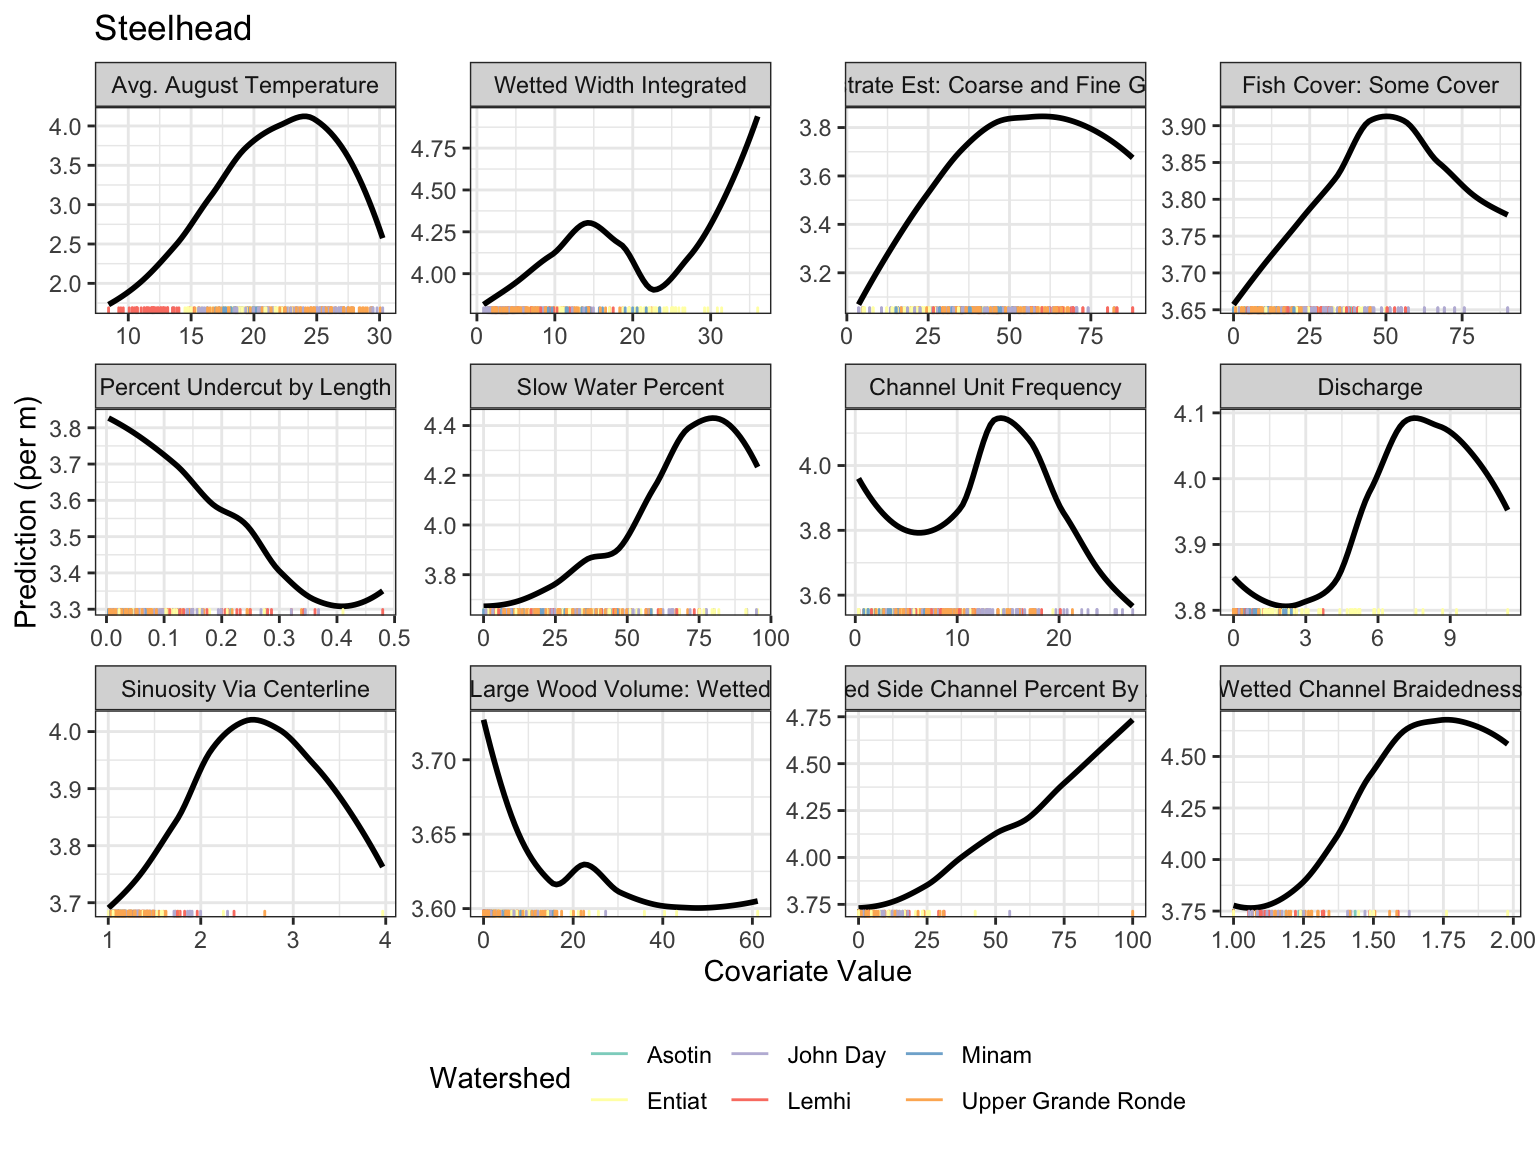 Steelhead
Avg. August Temperature
Wetted Width Integrated
trate Est: Coarse and Fine G
Fish Cover: Some Cover
4.0
3.5
3.0
2.5
2.0
10 15 20 25 30
4.75
4.50
4.25
4.00
0 10 20 30
3.8
3.6
3.4
3.2
0 25 50 75
3.90
3.85
3.80
3.75
3.70
3.65
0 25 50 75
Prediction (per m)
Percent Undercut by Length
Slow Water Percent
Channel Unit Frequency
Discharge
3.8
3.7
3.6
3.5
3.4
3.3
0.0 0.1 0.2 0.3 0.4 0.5
4.4
4.2
4.0
3.8
0 25 50 75 100
4.0
3.8
3.6
0 10 20
4.1
4.0
3.9
3.8
0 3 6 9
Sinuosity Via Centerline
Large Wood Volume: Wetted
ed Side Channel Percent By
Wetted Channel Braidedness
4.0
3.9
3.8
3.7
1 2 3 4
3.70
3.65
3.60
0 20 40 60
4.75
4.50
4.25
4.00
3.75
0 25 50 75 100
4.50
4.25
4.00
3.75
1.00 1.25 1.50 1.75 2.00
Covariate Value
Watershed
Asotin
John Day
Minam
Entiat
Lemhi
Upper Grande Ronde